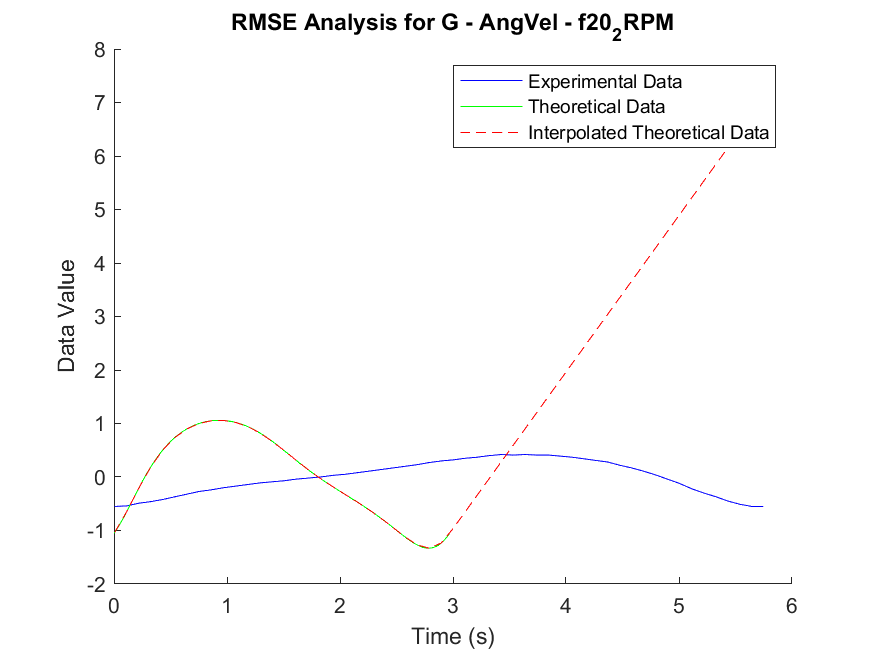 RMSE Analysis for G - AngVel - f20₂RPM
Experimental Data
Theoretical Data
Interpolated Theoretical Data
8
7
6
5
4
3
2
1
0
-1
-2
Data Value
0 1 2 3 4 5 6
Time (s)